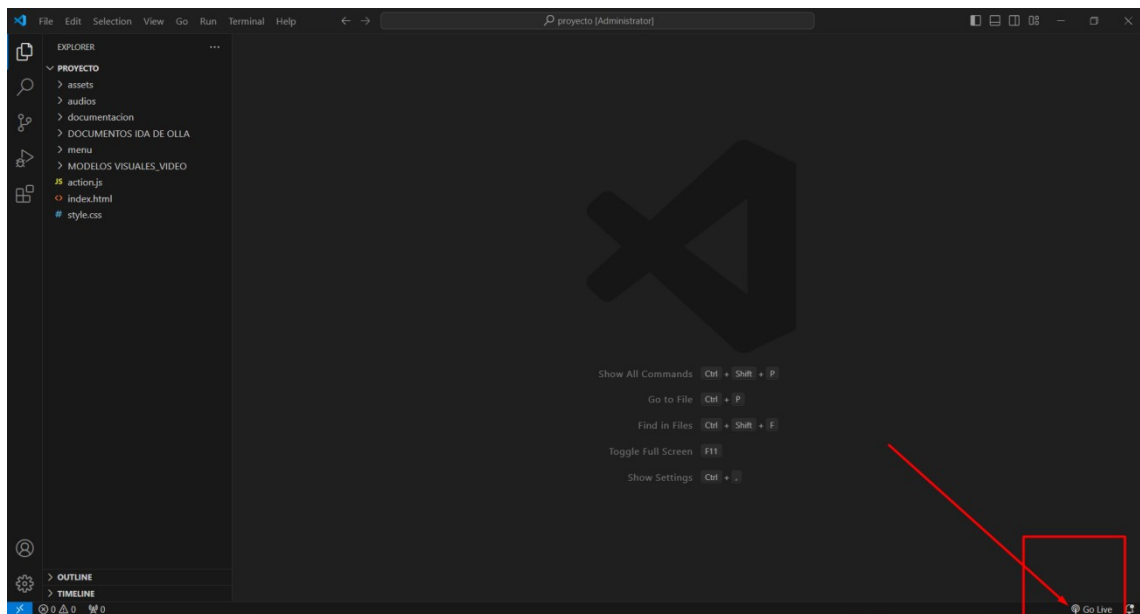 File Edit Selection View Go Run Terminal Help
proyecto [Administrator]
EXPLORER
PROYECTO
assets
audios
documentacion
DOCUMENTOS IDA DE OLLA
menu
MODELOS VISUALES_VIDEO
JS action.js
<> index.html
# style.css
Show All Commands Ctrl + Shift + P
Go to File Ctrl + P
Find in Files Ctrl + Shift + F
Toggle Full Screen F11
Show Settings Ctrl + ,
OUTLINE
TIMELINE
0 0 0 Go Live